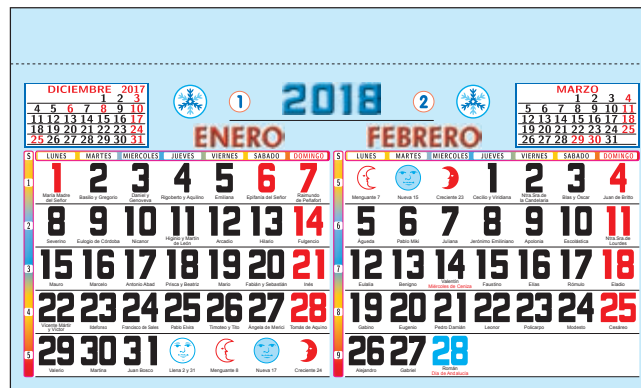 DICIEMBRE 2017
1 2 3
4 5 6 7 8 9 10
11 12 13 14 15 16 17
18 19 20 21 22 23 24
25 26 27 28 29 30 31
1
2018
2
MARZO
1 2 3 4
5 6 7 8 9 10 11
12 13 14 15 16 17 18
19 20 21 22 23 24 25
26 27 28 29 30 31
ENERO
S LUNES MARTES MIERCOLES JUEVES VIERNES SABADO DOMINGO
1 1 2 3 4 5 6 7
María Madre del Señor Basilio y Gregorio Daniel y Genoveva Rigoberto y Aquilino Emiliana Epifanía del Señor Raimundo de Peñafort
2 8 9 10 11 12 13 14
Severino Eulogio de Córdoba Nicanor Higinio y Martín de León Arcadio Hilario Fulgencio
3 15 16 17 18 19 20 21
Mauro Marcelo Antonio Abad Prisca y Beatriz Mario Fabián y Sebastián Inés
4 22 23 24 25 26 27 28
Vicente Mártir y Víctor Ildefonso Francisco de Sales Pablo Elvira Timoteo y Tito Ángela de Merici Tomás de Aquino
5 29 30 31
Valerio Martina Juan Bosco Llena 2 y 31 Menguante 8 Nueva 17 Creciente 24
FEBRERO
S LUNES MARTES MIERCOLES JUEVES VIERNES SABADO DOMINGO
5 1 2 3 4
Menguante 7 Nueva 15 Creciente 23 Cecilio y Viridiana Ntra.Sra.de la Candelaria Blas y Oscar Juan de Britto
6 5 6 7 8 9 10 11
Águeda Pablo Miki Juliana Jerónimo Emiliniano Apolonia Escolástica Ntra.Sra.de Lourdes
7 12 13 14 15 16 17 18
Eulalia Benigno Valentín Miércoles de Ceniza Faustino Elías Rómulo Eladio
8 19 20 21 22 23 24 25
Gabino Eugenio Pedro Damián Leonor Policarpo Modesto Cesáreo
9 26 27 28
Alejandro Gabriel Román Día de Andalucía